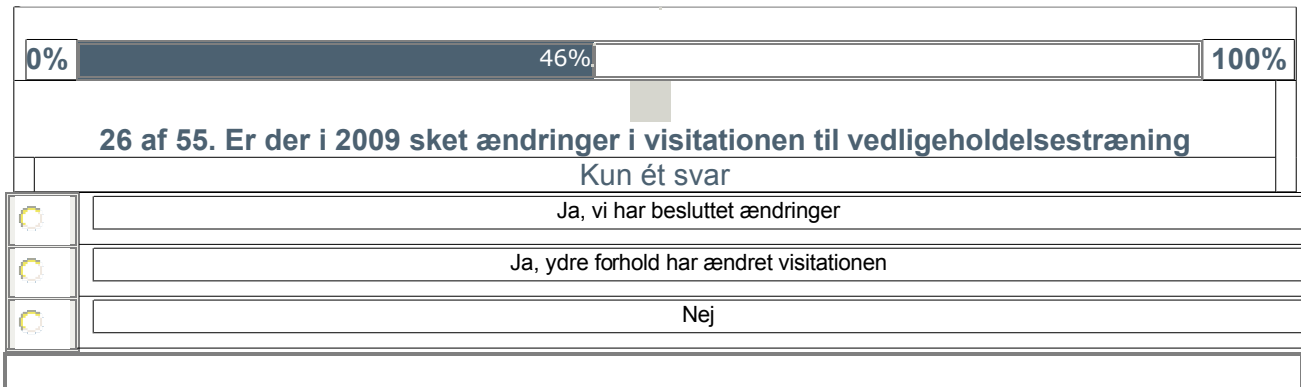 0% 46% 100%
26 af 55. Er der i 2009 sket ændringer i visitationen til vedligeholdelsestræning
Kun ét svar
Ja, vi har besluttet ændringer
Ja, ydre forhold har ændret visitationen
Nej